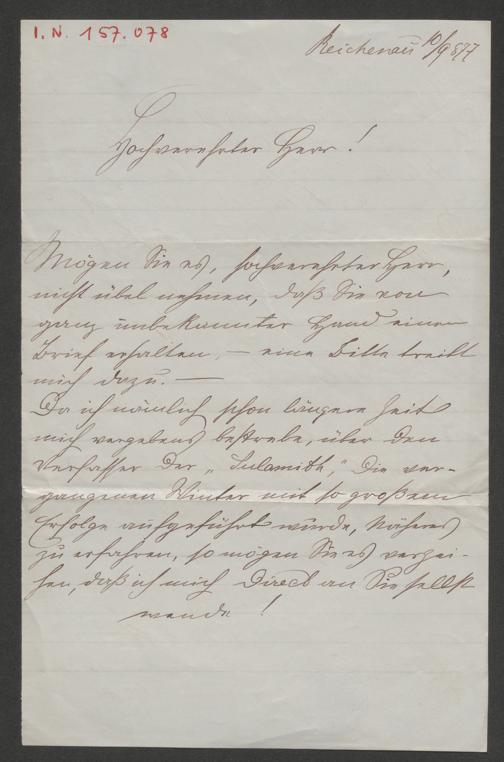 I. N. 157.078
Reichenau 10/9 877
Hochverehrter Herr!
Mögen Sie es, hochverehrter Herr,
nicht übel nehmen, daß Sie von
ganz unbekannter Hand einen
Brief erhalten, — eine Bitte treibt
mich dazu. —
Da ich nämlich schon längere Zeit
mich vergebens bestrebe, über den
Verfasser der „Sulamith," die ver-
gangenen Winter mit so großem
Erfolge aufgeführt wurde, Näheres
zu erfahren, so mögen Sie es verzei-
hen, daß ich mich direct an Sie selbst
wende!